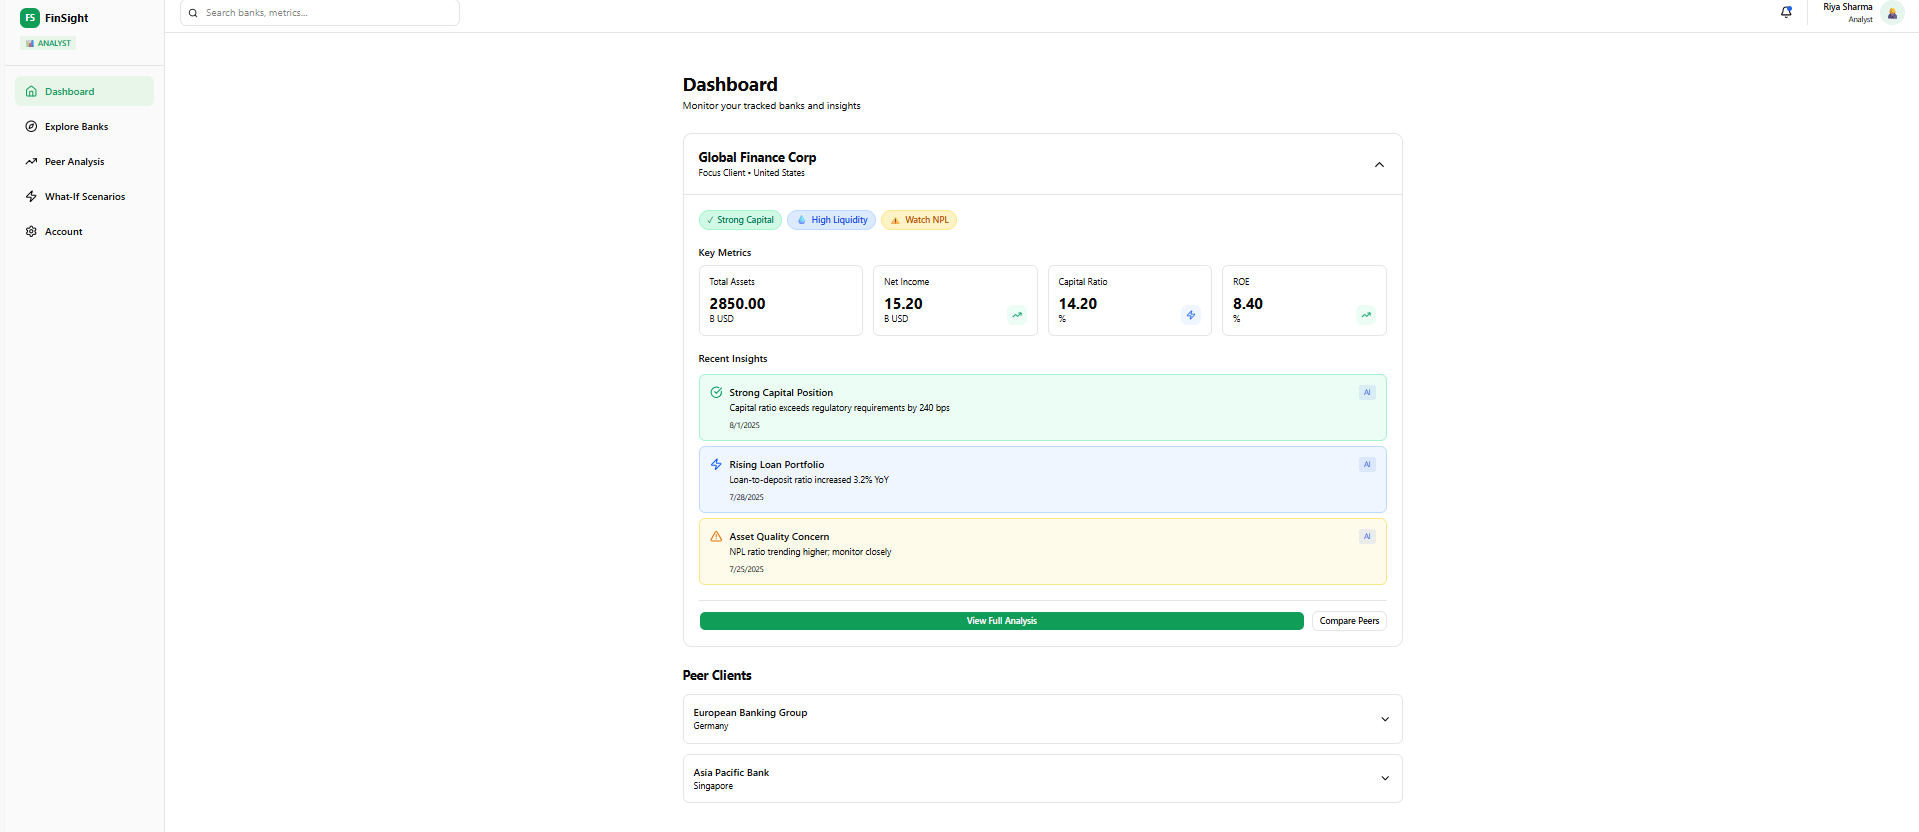 FS FinSight
ANALYST
Dashboard
Explore Banks
Peer Analysis
What-If Scenarios
Account
Search banks, metrics...
Riya Sharma
Analyst
Dashboard
Monitor your tracked banks and insights
Global Finance Corp
Focus Client • United States
✓ Strong Capital
High Liquidity
Watch NPL
Key Metrics
Total Assets
2850.00
B USD
Net Income
15.20
B USD
Capital Ratio
14.20
%
ROE
8.40
%
Recent Insights
Strong Capital Position
AI
Capital ratio exceeds regulatory requirements by 240 bps
8/1/2025
Rising Loan Portfolio
AI
Loan-to-deposit ratio increased 3.2% YoY
7/28/2025
Asset Quality Concern
AI
NPL ratio trending higher; monitor closely
7/25/2025
View Full Analysis
Compare Peers
Peer Clients
European Banking Group
Germany
Asia Pacific Bank
Singapore